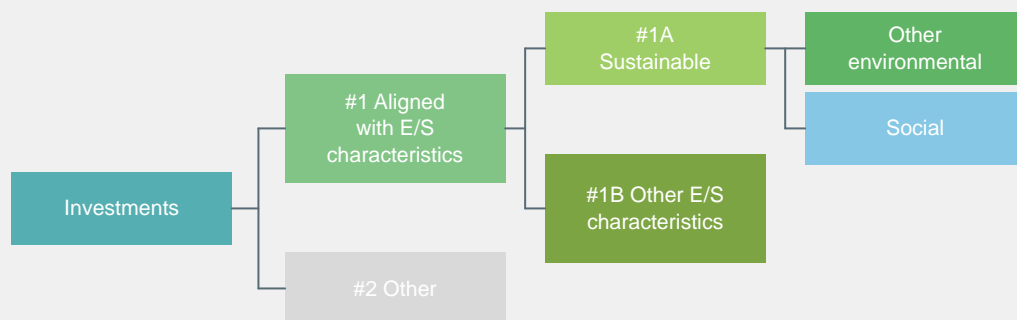 #1A
Sustainable
Other
environmental
#1 Aligned
with E/S
characteristics
Social
Investments
#1B Other E/S
characteristics
#2 Other